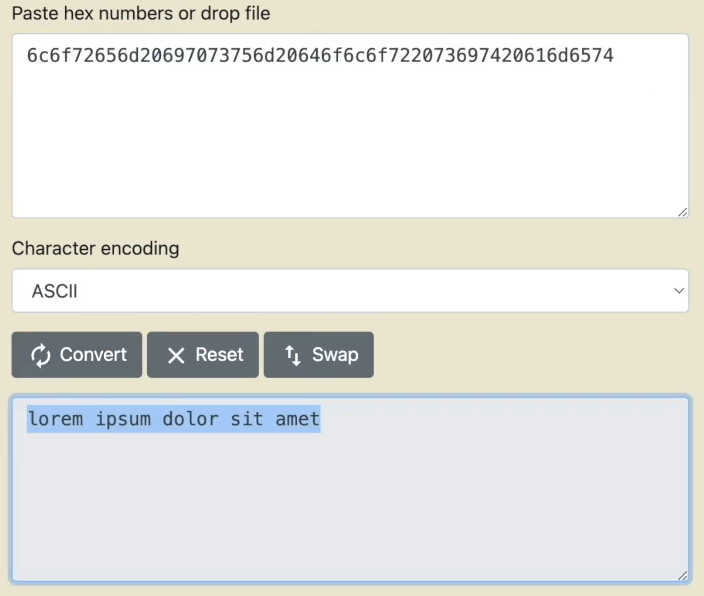 Paste hex numbers or drop file
6c6f72656d20697073756d20646f6c6f722073697420616d6574
Character encoding
ASCII
Convert Reset Swap
lorem ipsum dolor sit amet